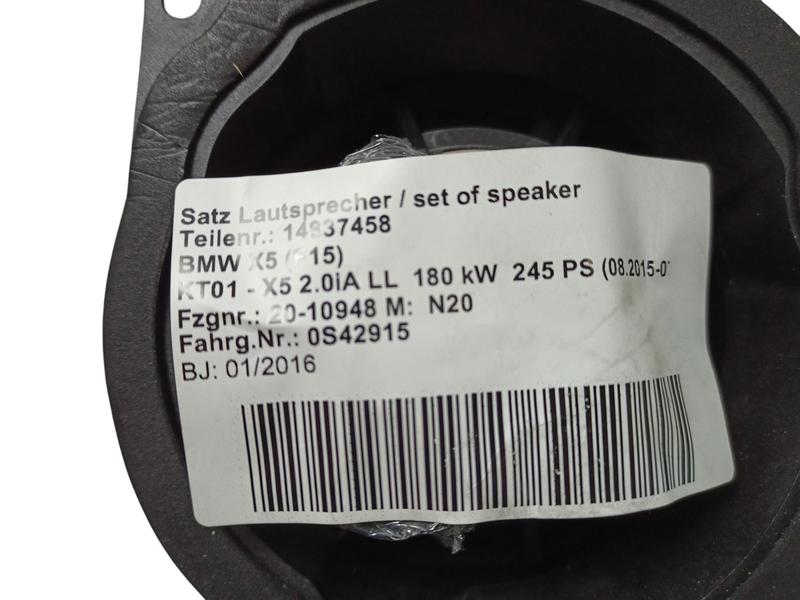 Satz Lautsprecher / set of speaker
Teilenr.: 14937458
BMW X5 (F15)
KT01 - X5 2.0iA LL 180 kW 245 PS (08.2015-0
Fzgnr.: 20-10948 M: N20
Fahrg.Nr.: 0S42915
BJ: 01/2016